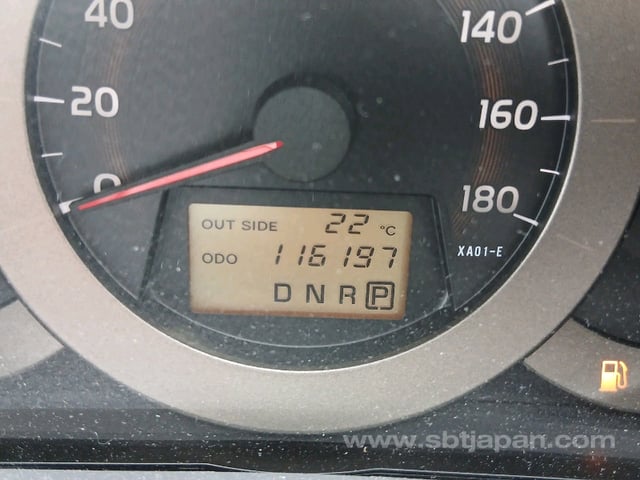 40
20
0
140
160
180
OUT SIDE 22 °C
ODO 116197
D N R P
XA01-E
www.sbtjapan.com